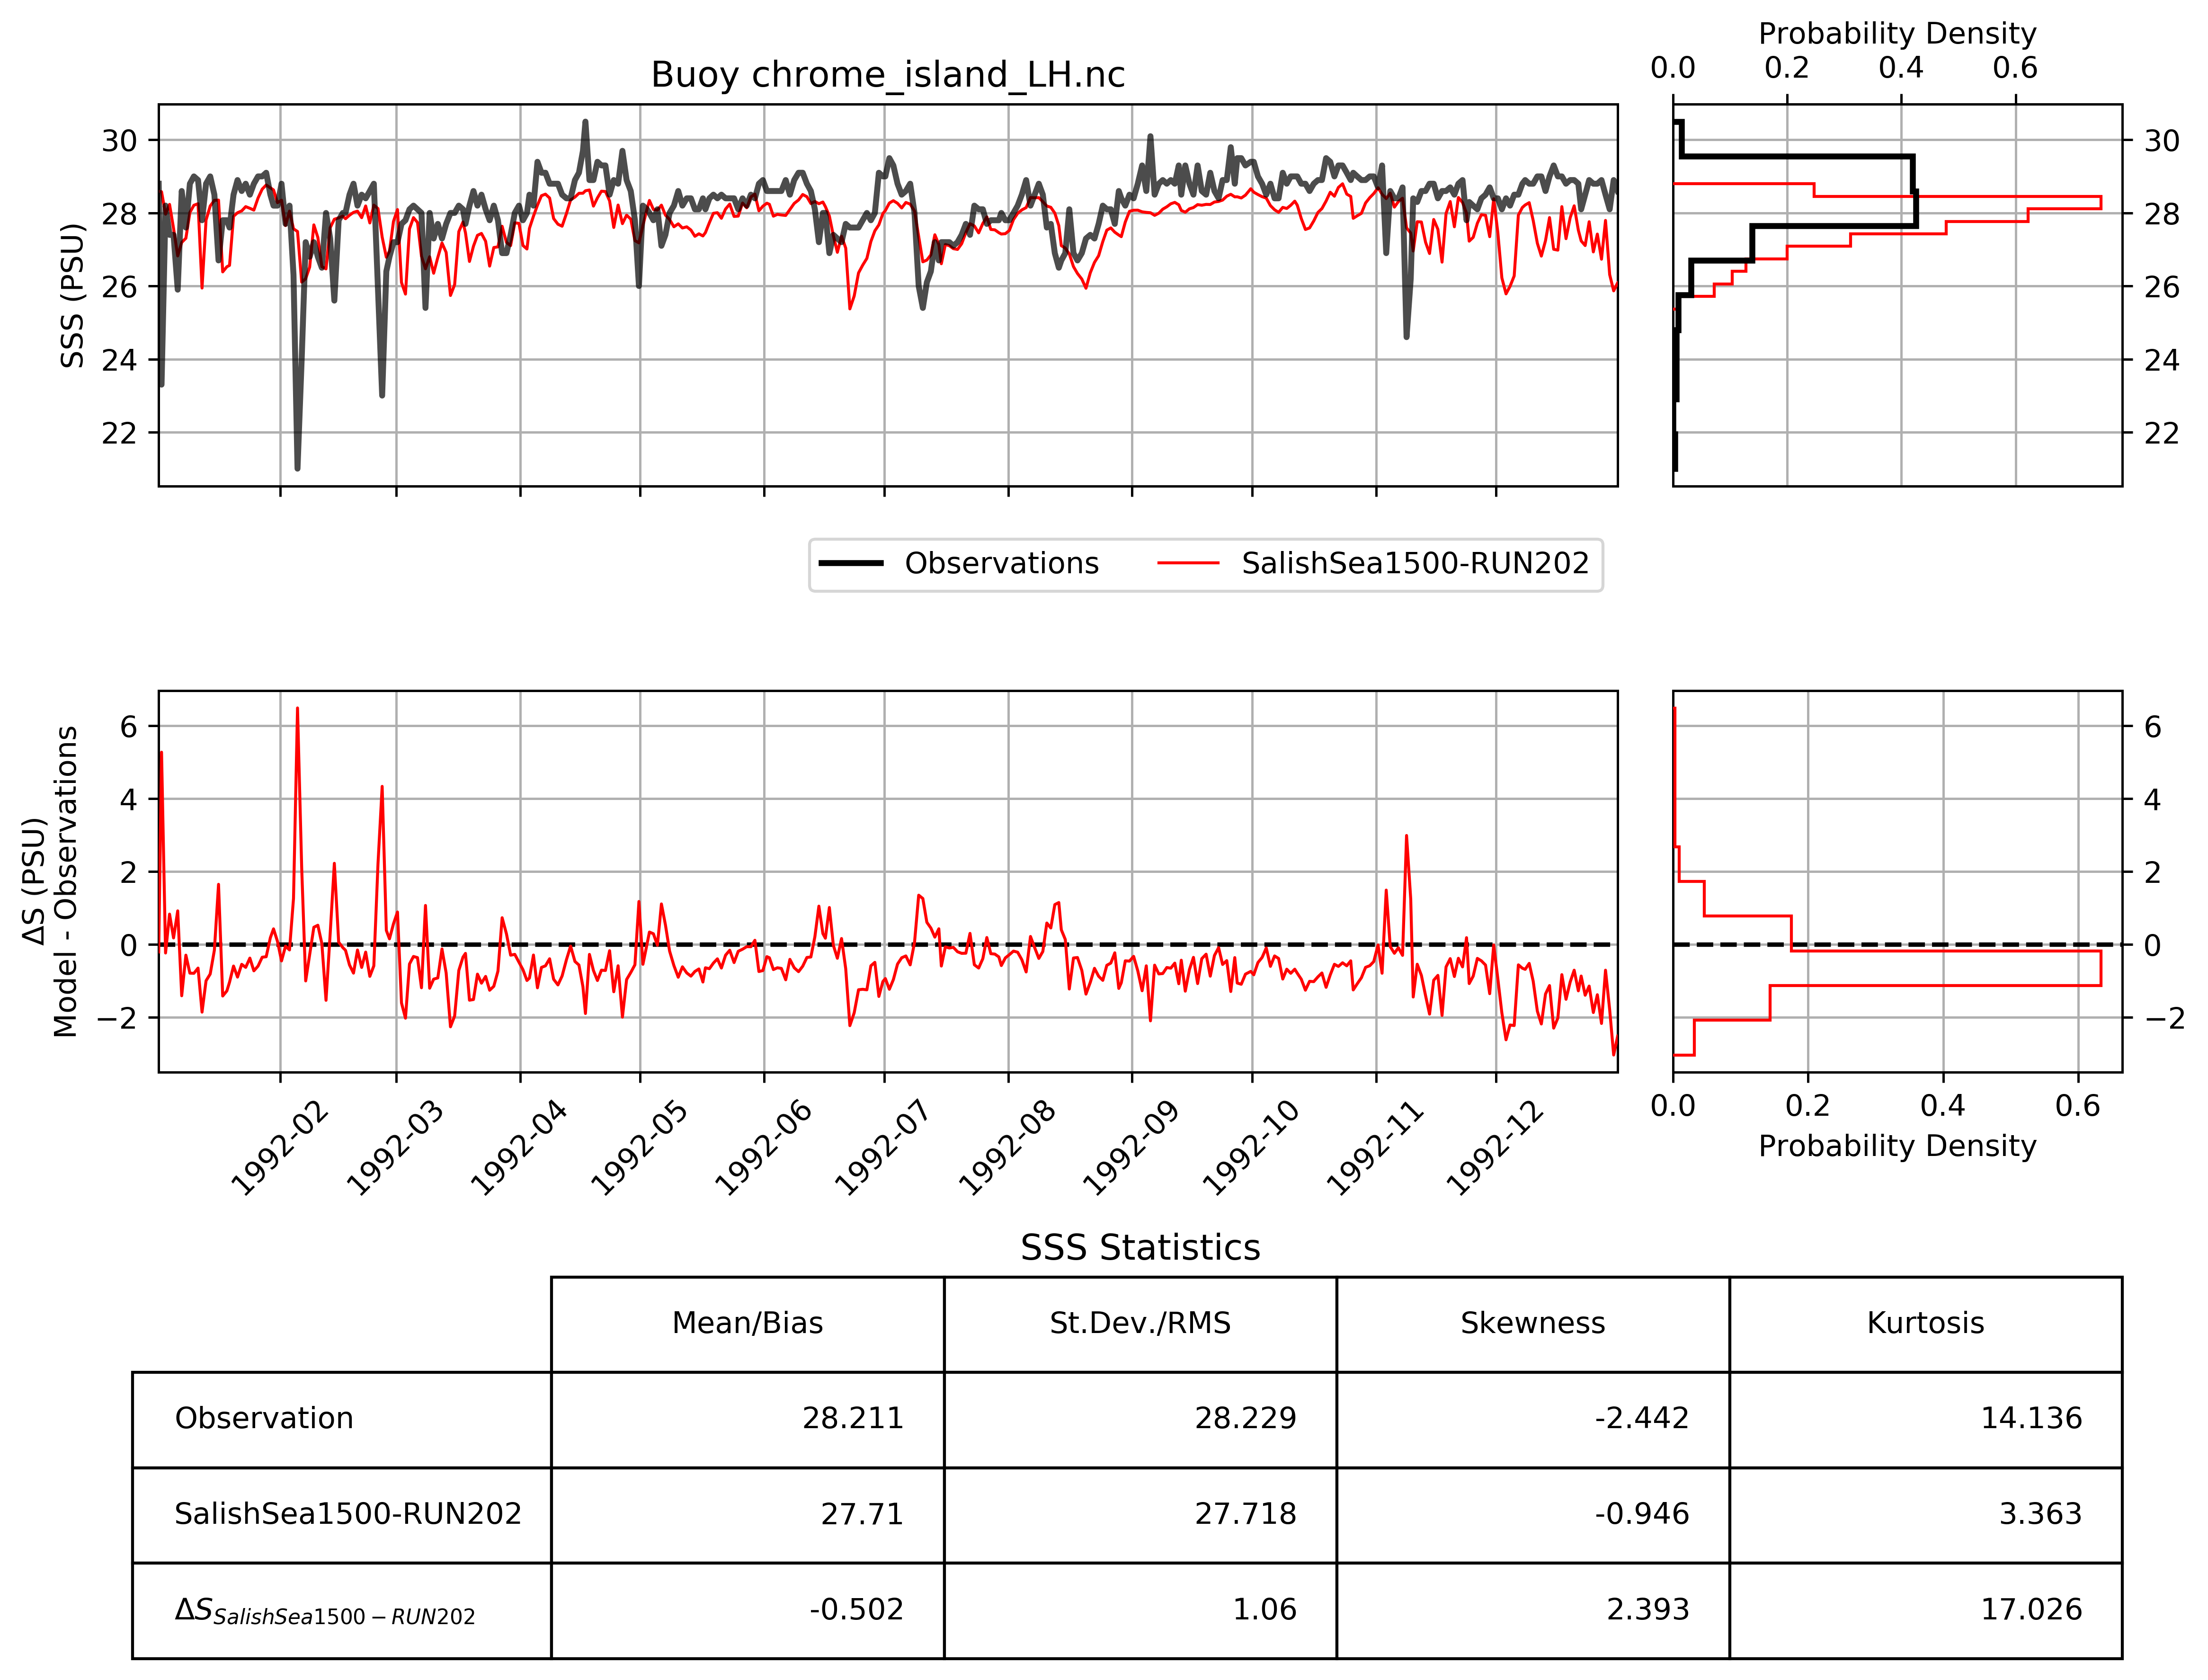 Probability Density
0.0 0.2 0.4 0.6
Buoy chrome_island_LH.nc
SSS (PSU)
30
28
26
24
22
30
28
26
24
22
Observations SalishSea1500-RUN202
ΔS (PSU)
Model - Observations
6
4
2
0
−2
6
4
2
0
−2
1992-02 1992-03 1992-04 1992-05 1992-06 1992-07 1992-08 1992-09 1992-10 1992-11 1992-12
0.0 0.2 0.4 0.6
Probability Density
SSS Statistics
Mean/Bias St.Dev./RMS Skewness Kurtosis
Observation 28.211 28.229 -2.442 14.136
SalishSea1500-RUN202 27.71 27.718 -0.946 3.363
ΔS SalishSea1500−RUN202 -0.502 1.06 2.393 17.026